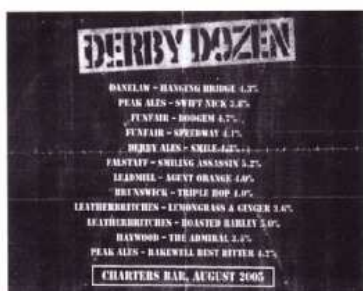 DERBY DOZEN
DANELAW – HANGING BRIDGE 4.3%
PEAK ALES – SWIFT NICK 3.8%
FUNFAIR – DODGEM 4.7%
FUNFAIR – SPEEDWAY 4.1%
DERBY ALES – SMILE
FALSTAFF – SMILING ASSASSIN 5.2%
LEADMILL – AGENT ORANGE 4.0%
BRUNSWICK – TRIPLE HOP 4.0%
LEATHERBRITCHES – LEMONGRASS & GINGER 3.6%
LEATHERBRITCHES – ROASTED BARLEY 5.0%
HAYWOOD – THE ADMIRAL 3.5%
PEAK ALES – BAKEWELL BEST BITTER 4.2%
CHARTERS BAR, AUGUST 2005